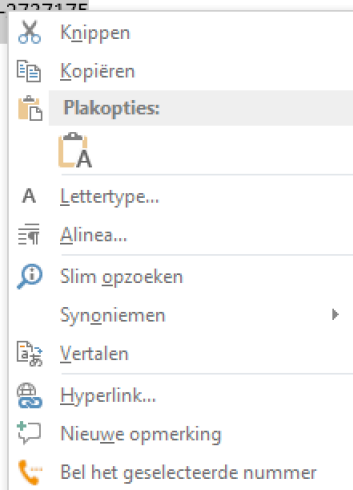 Knippen
Kopiëren
Plakopties:
A
A Lettertype...
Alinea...
Slim opzoeken
Synoniemen
Vertalen
Hyperlink...
Nieuwe opmerking
Bel het geselecteerde nummer